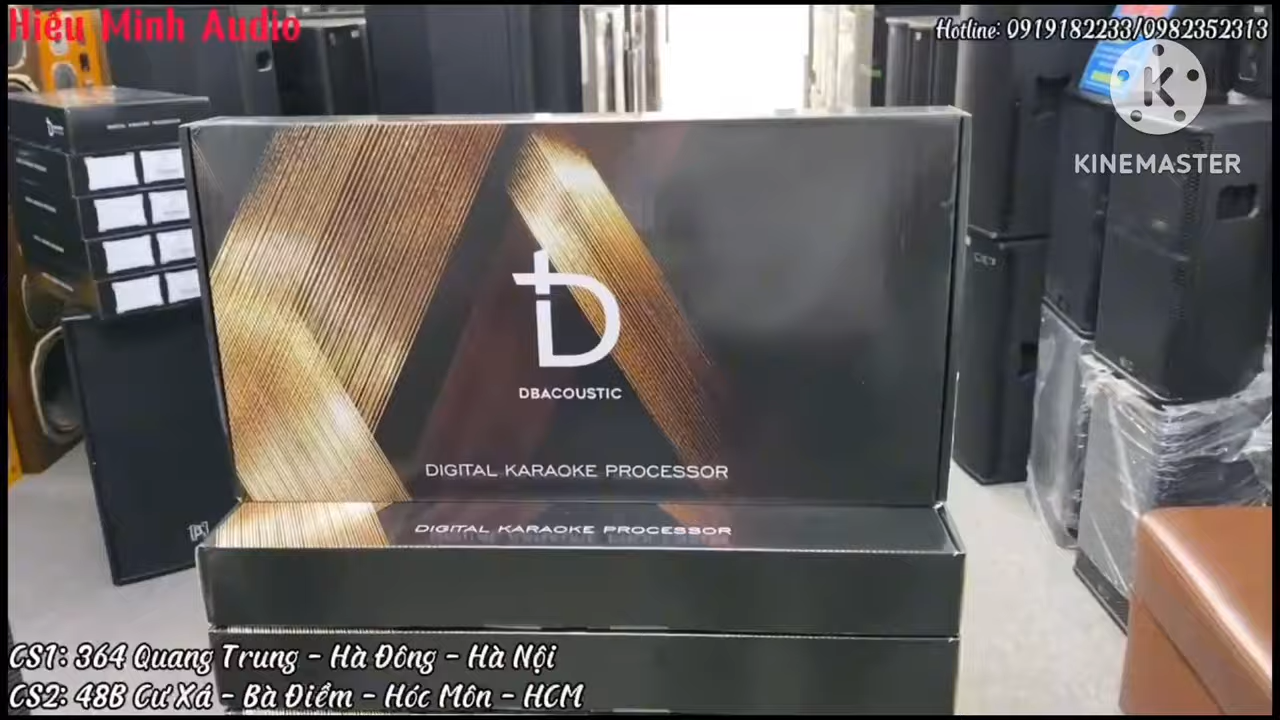 Hiếu Minh Audio
Hotline: 0919182233/0982352313
K
KINEMASTER
DBACOUSTIC
DIGITAL KARAOKE PROCESSOR
DIGITAL KARAOKE PROCESSOR
CS1: 364 Quang Trung - Hà Đông - Hà Nội
CS2: 48B Cư Xá - Bà Điềm - Hóc Môn - HCM